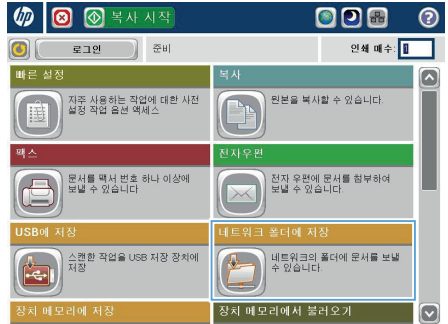 hp
복사 시작
?
로그인
준비
인쇄 매수: 1
빠른 설정
자주 사용하는 작업에 대한 사전
설정 작업 옵션 액세스
복사
원본을 복사할 수 있습니다.
팩스
문서를 팩서 번호 하나 이상에
보낼 수 있습니다
전자우편
전자 우편에 문서를 첨부하여
보낼 수 있습니다.
USB에 저장
스캔한 작업을 USB 저장 장치에
저장
네트워크 폴더에 저장
네트워크의 폴더에 문서를 보낼
수 있습니다.
장치 메모리에 저장
장치 메모리에서 불러오기